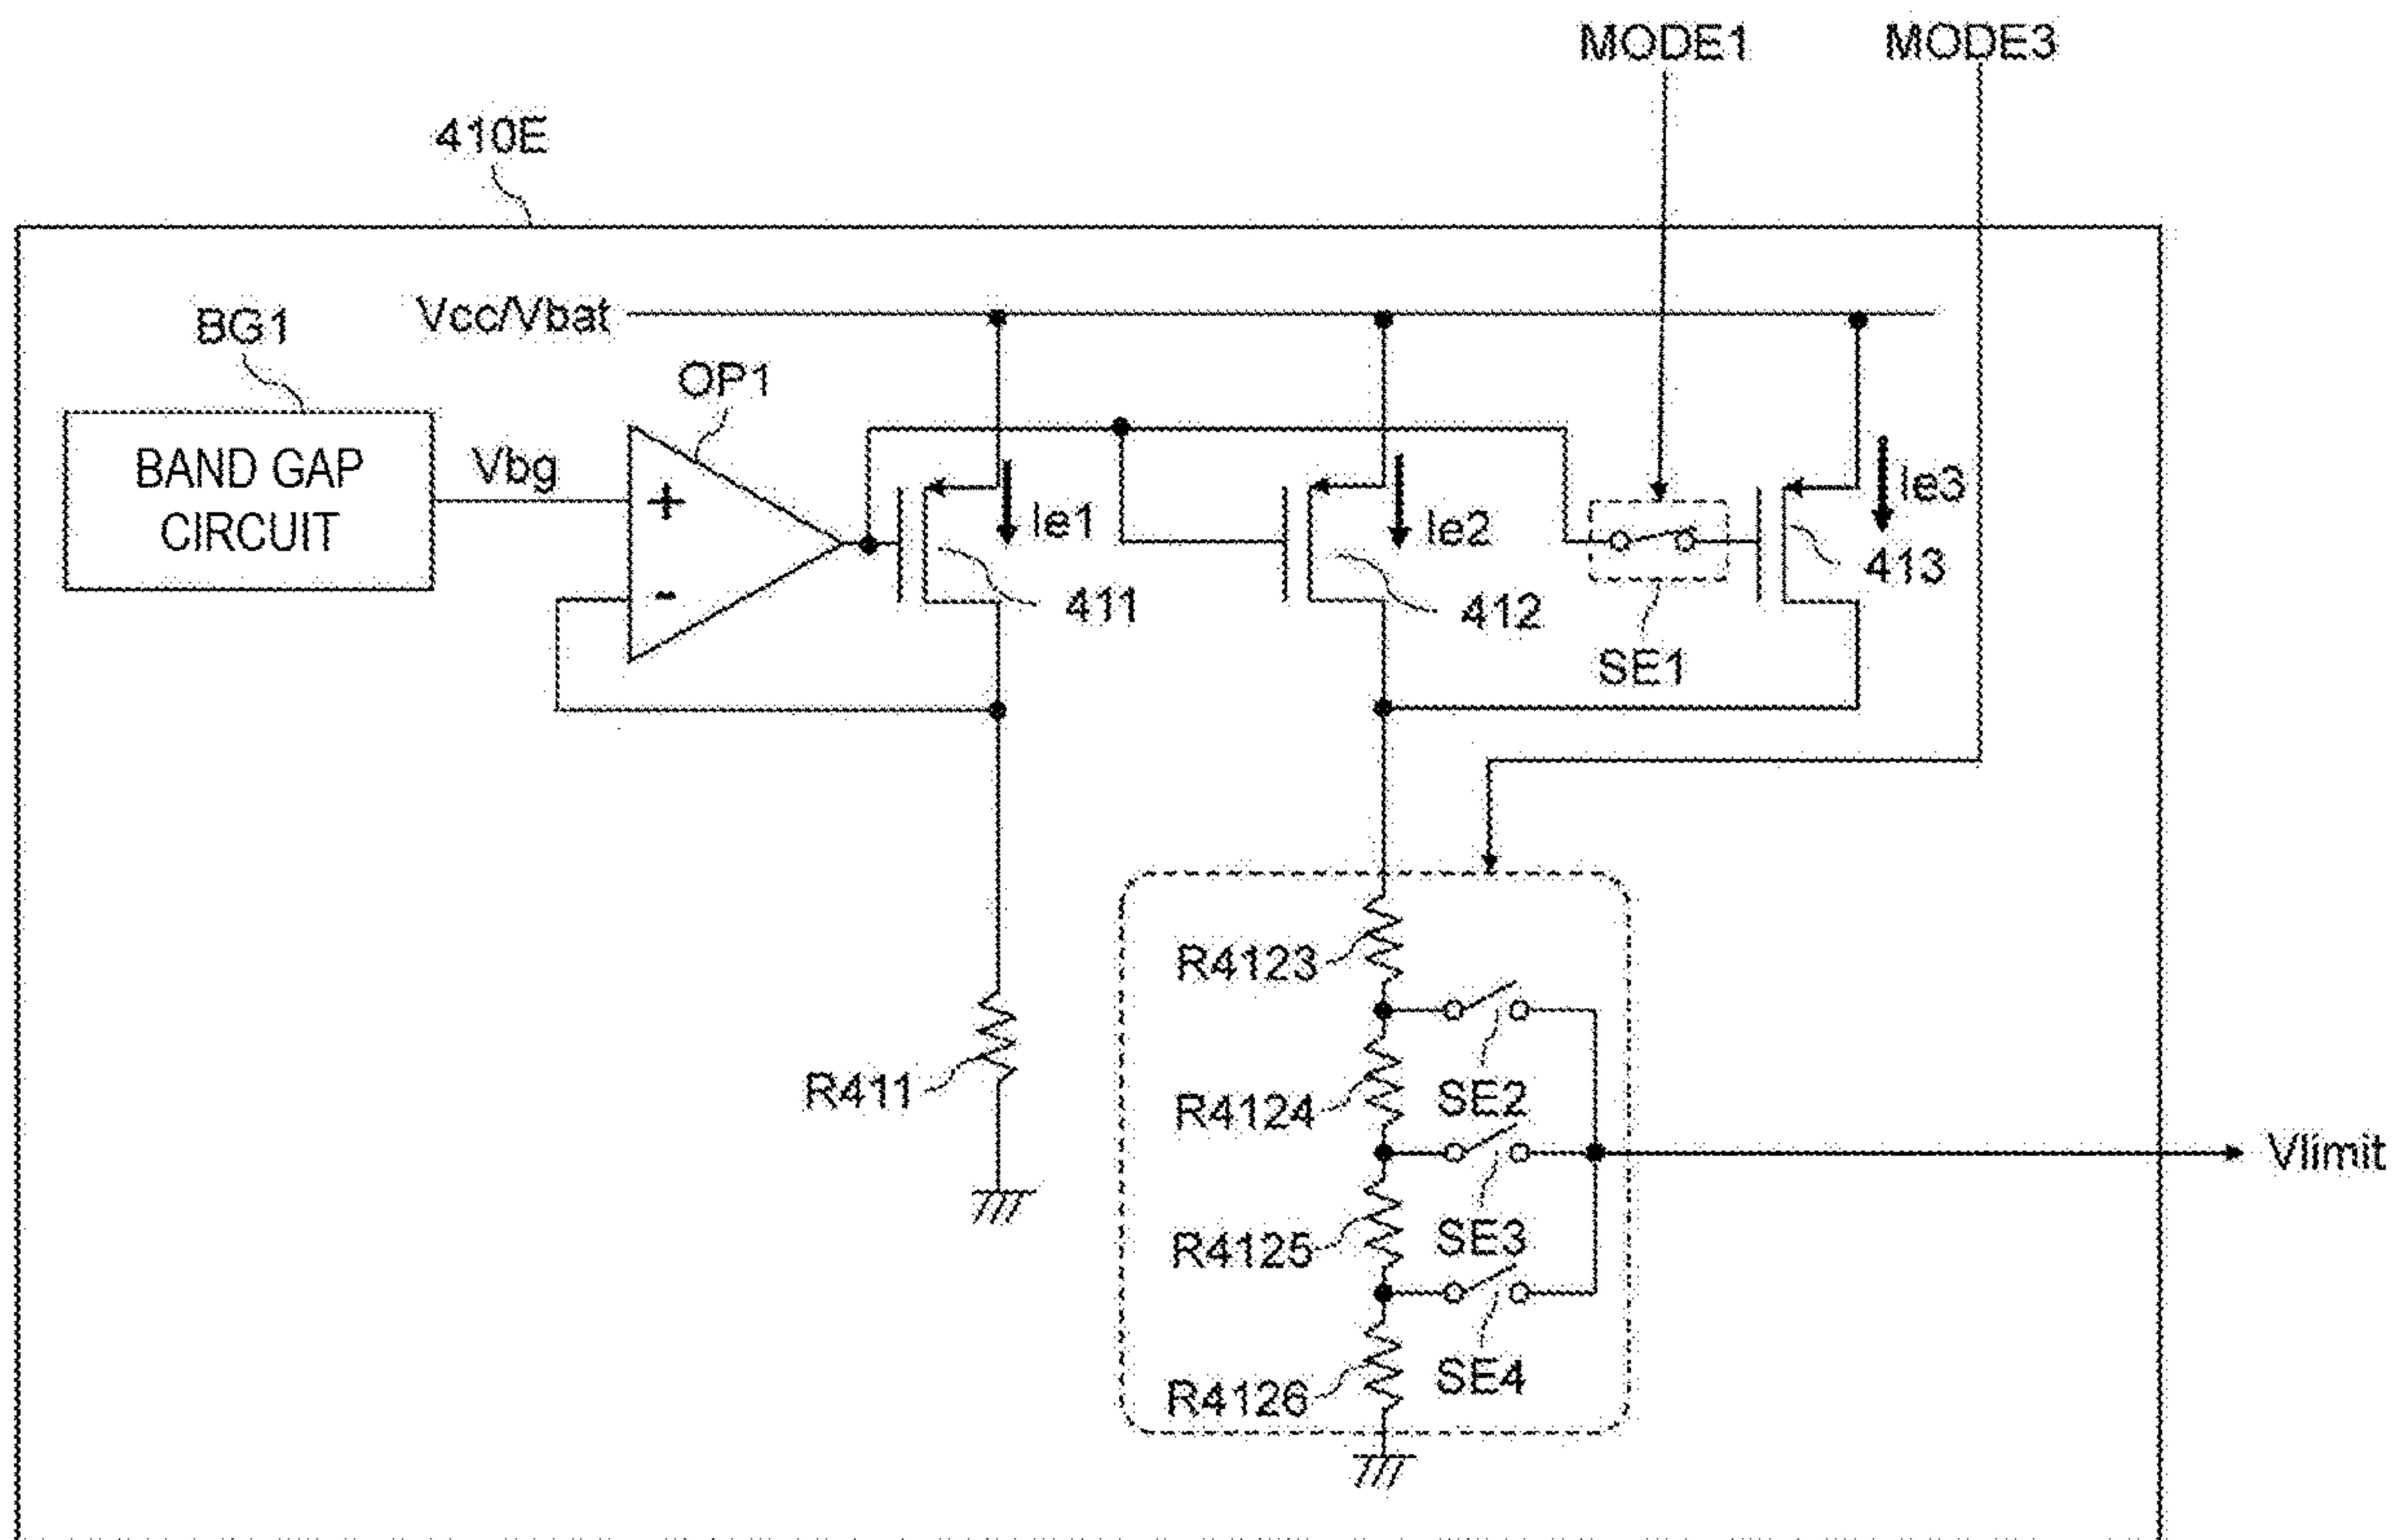 MODE1
MODE3
410E
Vcc/Vbat
BG1
OP1
BAND GAP
CIRCUIT
Vbg
+
-
Ie1
Ie2
Ie3
411
412
413
SE1
R4123
R411
R4124
SE2
Vlimit
R4125
SE3
R4126
SE4